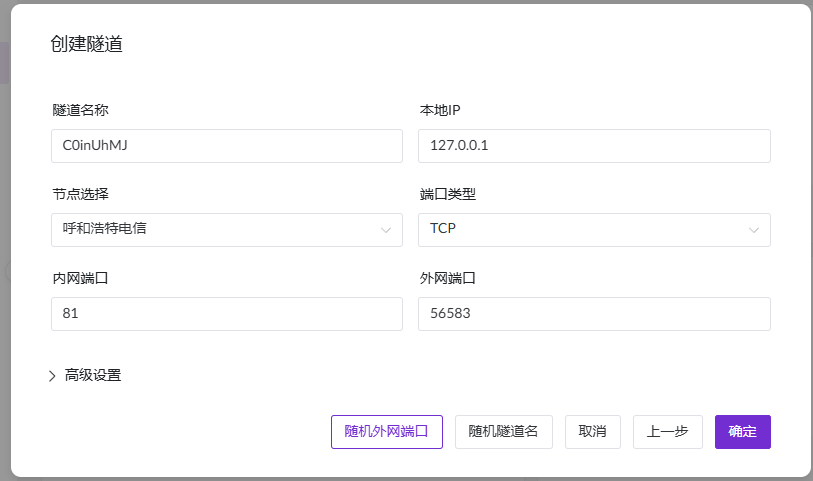 创建隧道
隧道名称 本地IP
C0inUhMJ 127.0.0.1
节点选择 端口类型
呼和浩特电信 TCP
内网端口 外网端口
81 56583
高级设置
随机外网端口 随机隧道名 取消 上一步 确定